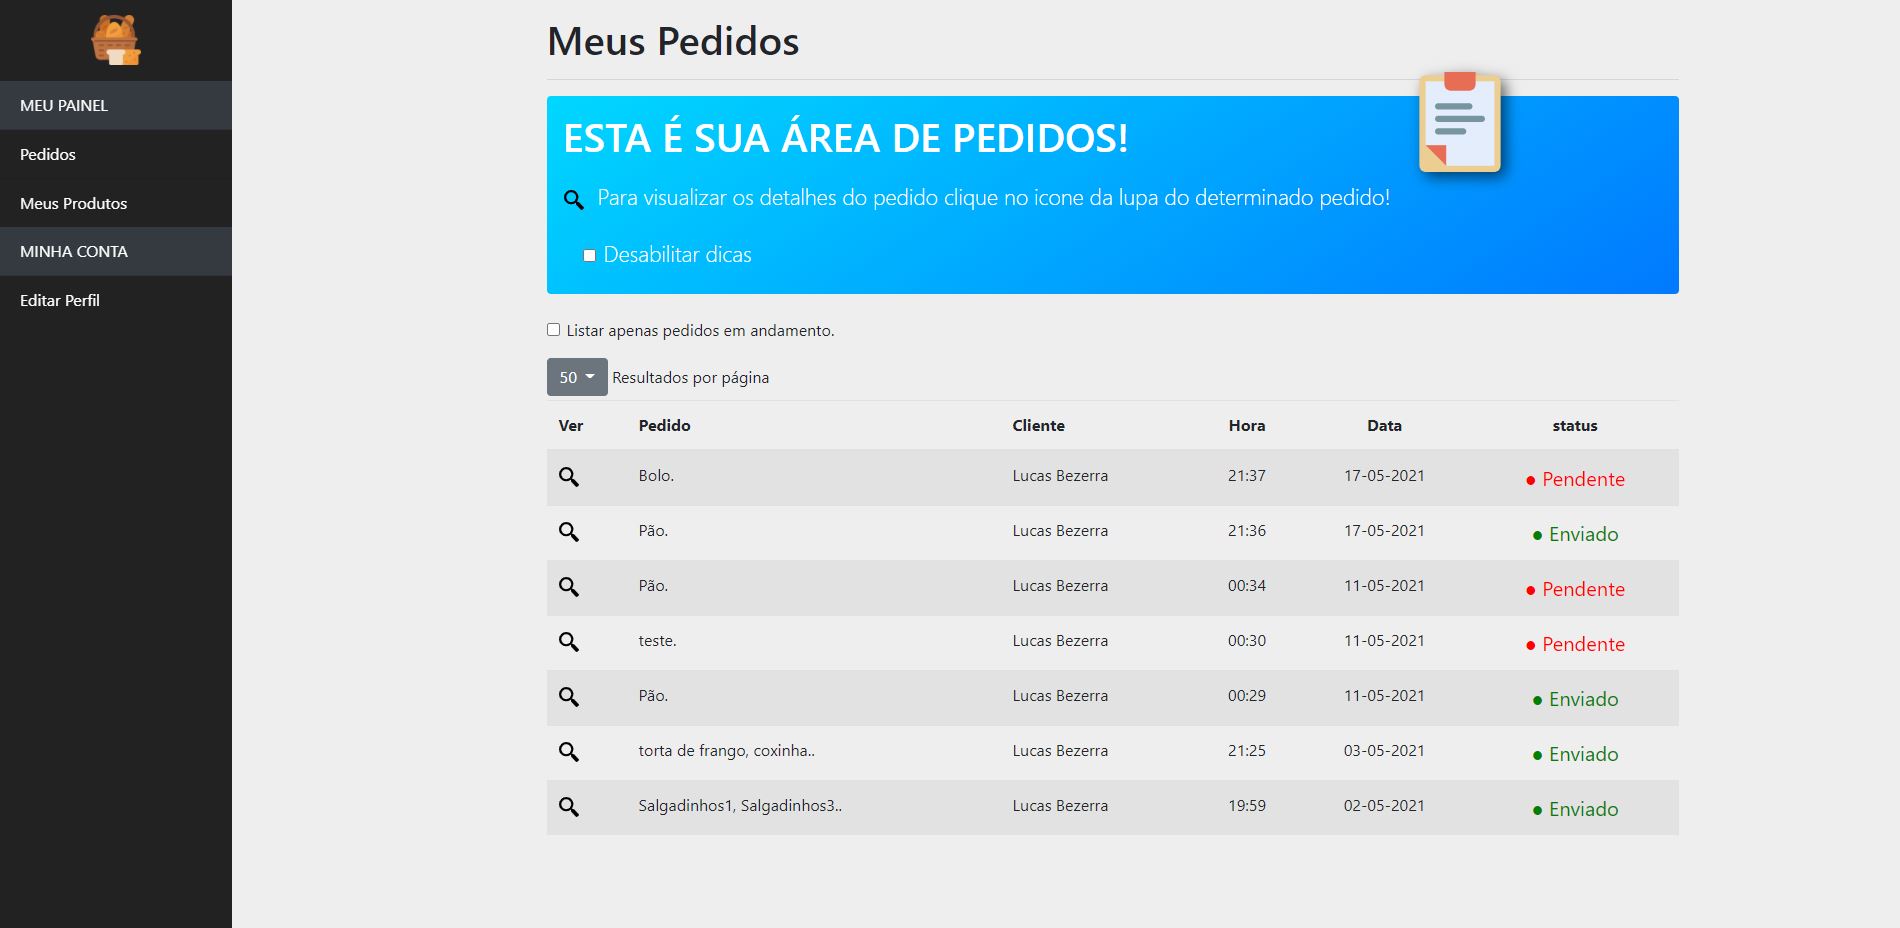 MEU PAINEL
Pedidos
Meus Produtos
MINHA CONTA
Editar Perfil
Meus Pedidos
ESTA É SUA ÁREA DE PEDIDOS!
Para visualizar os detalhes do pedido clique no icone da lupa do determinado pedido!
Desabilitar dicas
Listar apenas pedidos em andamento.
50 Resultados por página
Ver Pedido Cliente Hora Data status
Bolo. Lucas Bezerra 21:37 17-05-2021 ● Pendente
Pão. Lucas Bezerra 21:36 17-05-2021 ● Enviado
Pão. Lucas Bezerra 00:34 11-05-2021 ● Pendente
teste. Lucas Bezerra 00:30 11-05-2021 ● Pendente
Pão. Lucas Bezerra 00:29 11-05-2021 ● Enviado
torta de frango, coxinha.. Lucas Bezerra 21:25 03-05-2021 ● Enviado
Salgadinhos1, Salgadinhos3.. Lucas Bezerra 19:59 02-05-2021 ● Enviado